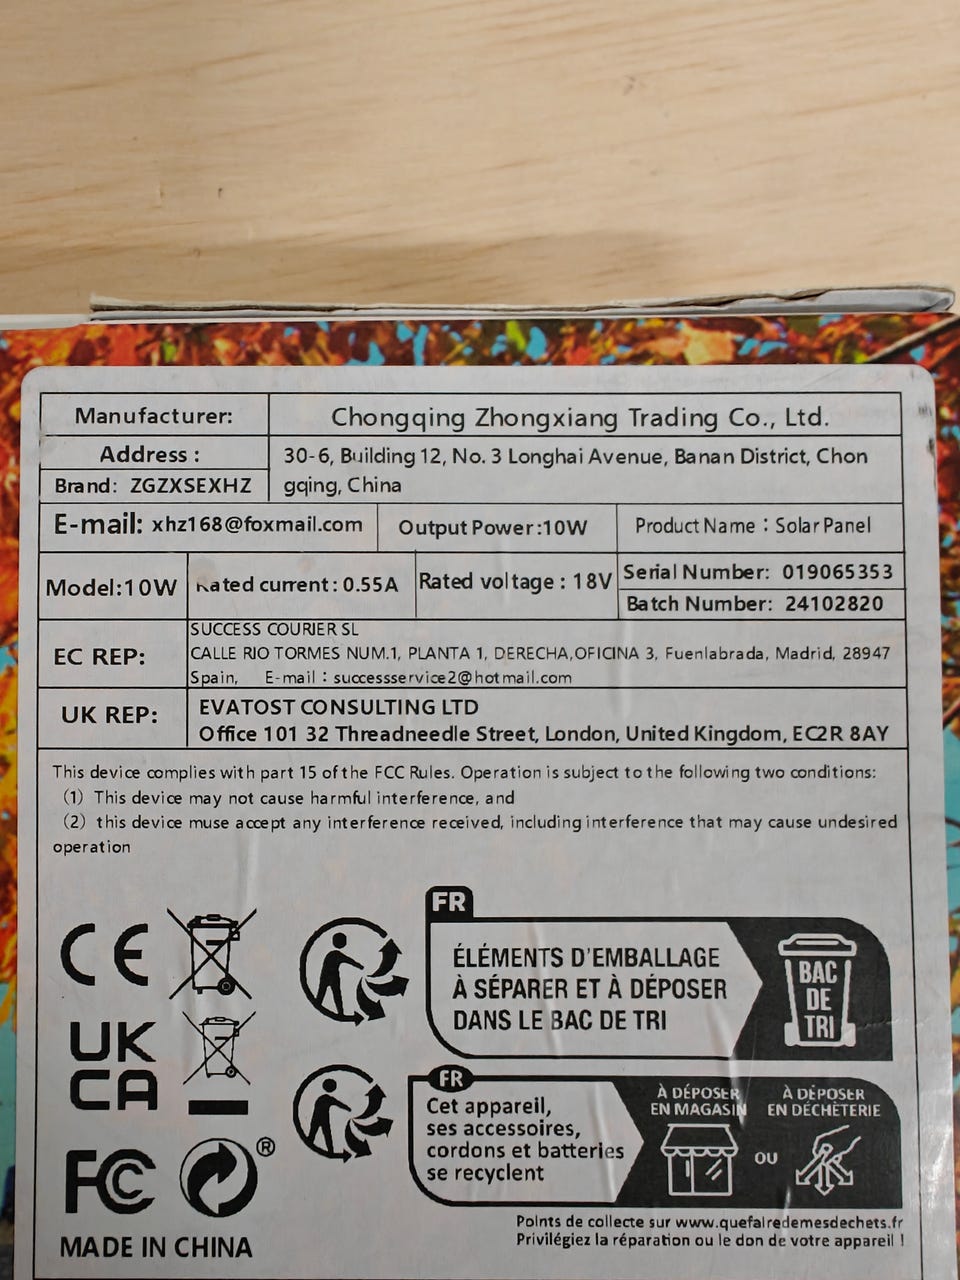 Manufacturer: Chongqing Zhongxiang Trading Co., Ltd.
Address : 30-6, Building 12, No. 3 Longhai Avenue, Banan District, Chon
Brand: ZGZXSEXHZ gqing, China
E-mail: xhz168@foxmail.com Output Power:10W Product Name : Solar Panel
Model:10W Rated current: 0.55A Rated voltage : 18V Serial Number: 019065353
Batch Number: 24102820
SUCCESS COURIER SL
EC REP: CALLE RIO TORMES NUM.1, PLANTA 1, DERECHA,OFICINA 3, Fuenlabrada, Madrid, 28947
Spain, E-mail : successservice2@hotmail.com
UK REP: EVATOST CONSULTING LTD
Office 101 32 Threadneedle Street, London, United Kingdom, EC2R 8AY
This device complies with part 15 of the FCC Rules. Operation is subject to the following two conditions:
(1) This device may not cause harmful interference, and
(2) this device muse accept any interference received, including interference that may cause undesired
operation
CE
UK
CA
FC
®
MADE IN CHINA
FR
ÉLÉMENTS D'EMBALLAGE
À SÉPARER ET À DÉPOSER
DANS LE BAC DE TRI
BAC
DE
TRI
FR
Cet appareil,
ses accessoires,
cordons et batteries
se recyclent
À DÉPOSER
EN MAGASIN
OU
À DÉPOSER
EN DÉCHÈTERIE
Points de collecte sur www.quefairedemesdechets.fr
Privilégiez la réparation ou le don de votre appareil !